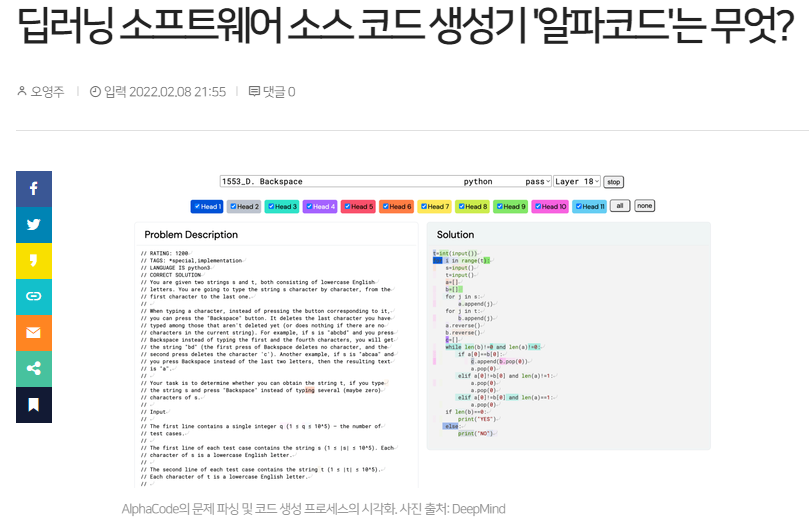 딥러닝 소프트웨어 소스 코드 생성기 '알파코드'는 무엇?
오영주 입력 2022.02.08 21:55 댓글 0
1553_D. Backspace python pass Layer 18 stop
Head 1 Head 2 Head 3 Head 4 Head 5 Head 6 Head 7 Head 8 Head 9 Head 10 Head 11 all none
Problem Description
// RATING: 1200
// TAGS: *special,implementation
// LANGUAGE IS python3
// CORRECT SOLUTION
// You are given two strings s and t, both consisting of lowercase English
// letters. You are going to type the string s character by character, from the
// first character to the last one.
//
// When typing a character, instead of pressing the button corresponding to it,
// you can press the "Backspace" button. It deletes the last character you have
// typed among those that aren't deleted yet (or does nothing if there are no
// characters in the current string). For example, if s is "abcbd" and you press
// Backspace instead of typing the first and the fourth characters, you will get
// the string "bd" (the first press of Backspace deletes no character, and the
// second press deletes the character 'c'). Another example, if s is "abcaa" and
// you press Backspace instead of the last two letters, then the resulting text
// is "a".
//
// Your task is to determine whether you can obtain the string t, if you type
// the string s and press "Backspace" instead of typing several (maybe zero)
// characters of s.
//
// Input
//
// The first line contains a single integer q (1 ≤ q ≤ 10^5) — the number of
// test cases.
//
// The first line of each test case contains the string s (1 ≤ |s| ≤ 10^5). Each
// character of s is a lowercase English letter.
//
// The second line of each test case contains the string t (1 ≤ |t| ≤ 10^5).
// Each character of t is a lowercase English letter.
//
Solution
t=int(input())
for i in range(t):
s=input()
t=input()
a=[]
b=[]
for j in s:
a.append(j)
for j in t:
b.append(j)
a.reverse()
b.reverse()
c=[]
while len(b)!=0 and len(a)!=0:
if a[0]==b[0]:
c.append(b.pop(0))
a.pop(0)
elif a[0]!=b[0] and len(a)!=1:
a.pop(0)
a.pop(0)
elif a[0]!=b[0] and len(a)==1:
a.pop(0)
if len(b)==0:
print("YES")
else:
print("NO")
AlphaCode의 문제 파싱 및 코드 생성 프로세스의 시각화. 사진 출처: DeepMind